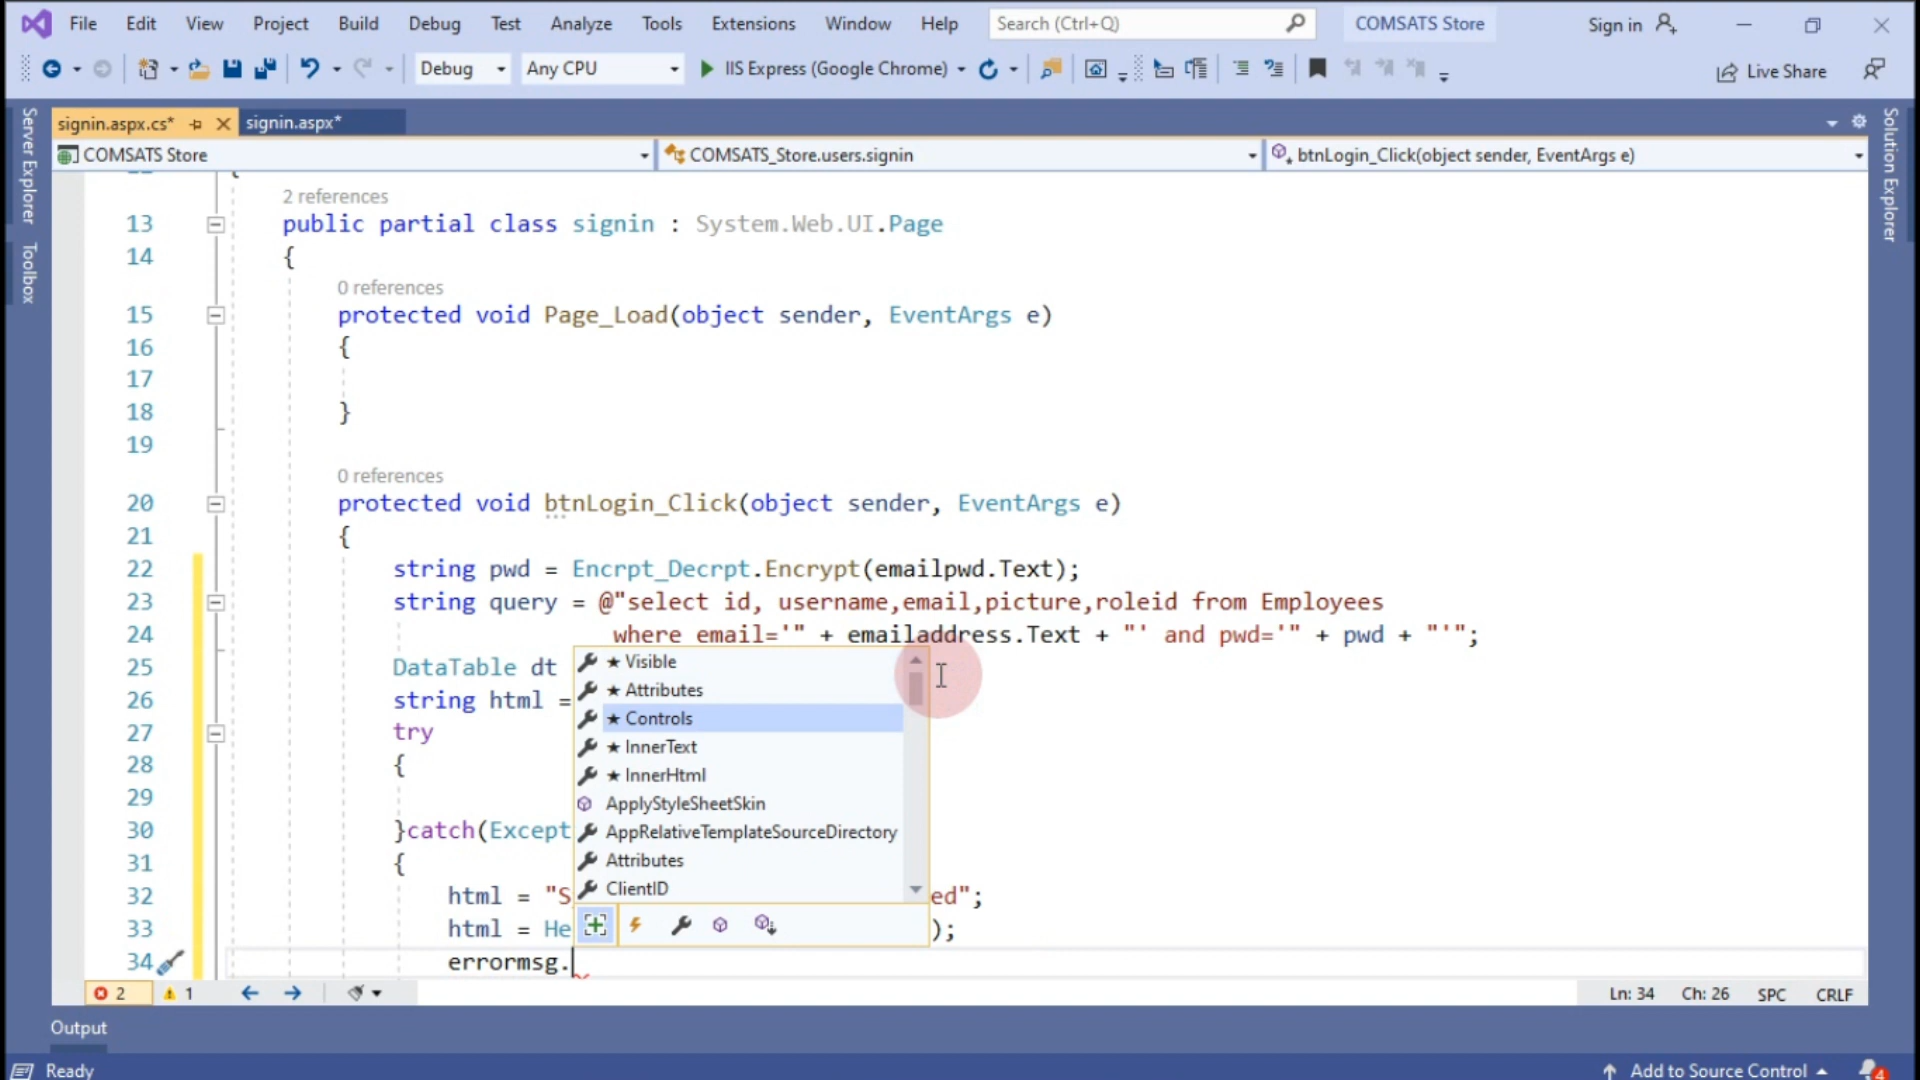 File Edit View Project Build Debug Test Analyze Tools Extensions Window Help Search (Ctrl+Q) COMSATS Store Sign in
Debug Any CPU IIS Express (Google Chrome) Live Share
signin.aspx.cs* signin.aspx*
COMSATS Store COMSATS_Store.users.signin btnLogin_Click(object sender, EventArgs e)
Server Explorer
Toolbox
Solution Explorer
2 references
13 public partial class signin : System.Web.UI.Page
14 {
0 references
15 protected void Page_Load(object sender, EventArgs e)
16 {
17
18 }
19
0 references
20 protected void btnLogin_Click(object sender, EventArgs e)
21 {
22 string pwd = Encrpt_Decrpt.Encrypt(emailpwd.Text);
23 string query = @"select id, username,email,picture,roleid from Employees
24 where email='" + emailaddress.Text + "' and pwd='" + pwd + "'";
25 DataTable dt
26 string html =
27 try
28 {
29
30 }catch(Except
31 {
32 html = "S ed";
33 html = He );
34 errormsg.
★ Visible
★ Attributes
★ Controls
★ InnerText
★ InnerHtml
ApplyStyleSheetSkin
AppRelativeTemplateSourceDirectory
Attributes
ClientID
2 1 Ln: 34 Ch: 26 SPC CRLF
Output
Ready Add to Source Control 4